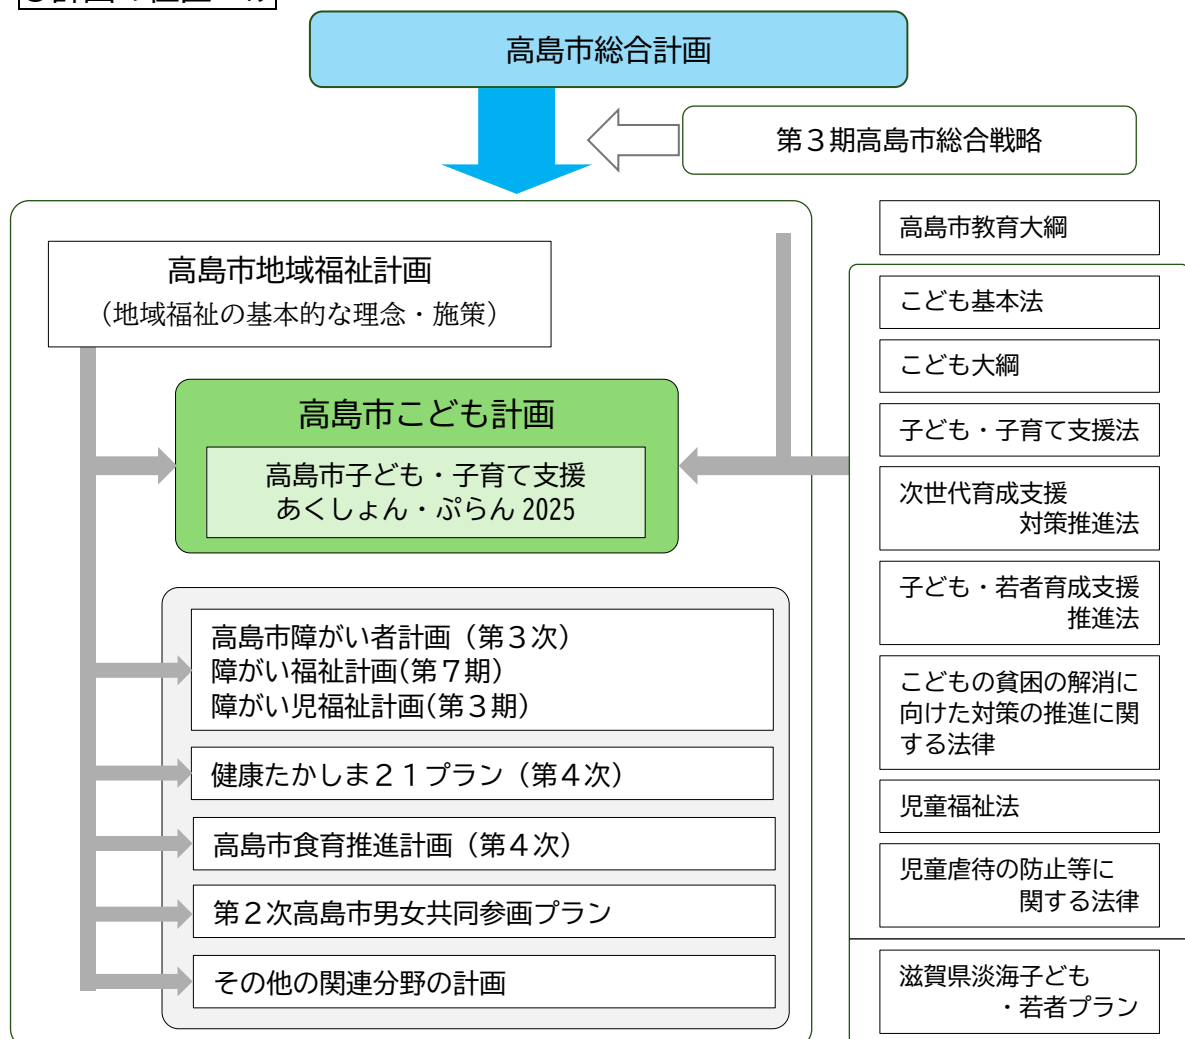 高島市総合計画
第３期高島市総合戦略
高島市地域福祉計画
（地域福祉の基本的な理念・施策）
高島市こども計画
高島市子ども・子育て支援
あくしょん・ぷらん 2025
高島市障がい者計画（第３次）
障がい福祉計画(第７期)
障がい児福祉計画(第３期)
健康たかしま２１プラン（第４次）
高島市食育推進計画（第４次）
第２次高島市男女共同参画プラン
その他の関連分野の計画
高島市教育大綱
こども基本法
こども大綱
子ども・子育て支援法
次世代育成支援
対策推進法
子ども・若者育成支援
推進法
こどもの貧困の解消に
向けた対策の推進に関
する法律
児童福祉法
児童虐待の防止等に
関する法律
滋賀県淡海子ども
・若者プラン